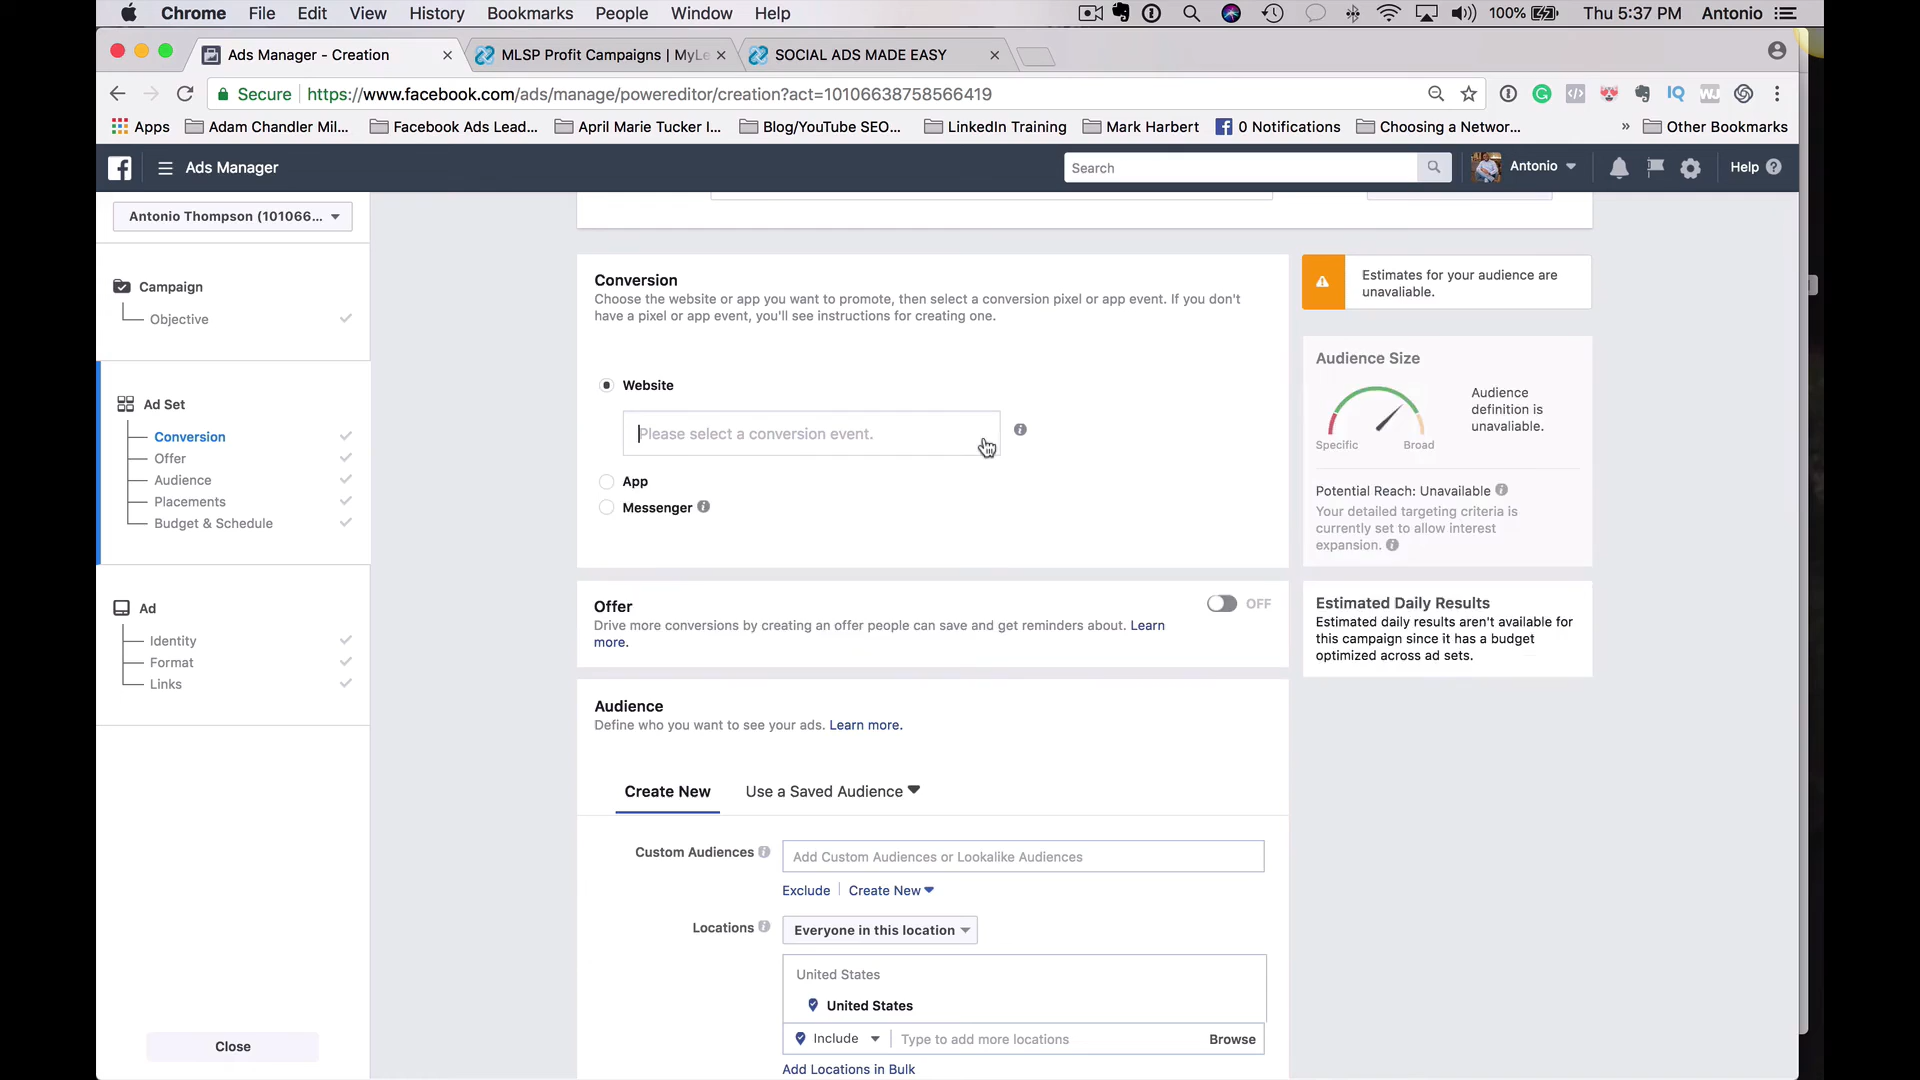 Chrome File Edit View History Bookmarks People Window Help 100% Thu 5:37 PM Antonio
Ads Manager - Creation MLSP Profit Campaigns | MyLe SOCIAL ADS MADE EASY
Secure https://www.facebook.com/ads/manage/powereditor/creation?act=10106638758566419
Apps Adam Chandler Mil... Facebook Ads Lead... April Marie Tucker I... Blog/YouTube SEO... LinkedIn Training Mark Harbert 0 Notifications Choosing a Networ... » Other Bookmarks
Ads Manager Search Antonio Help
Antonio Thompson (101066...
Campaign
Objective
Ad Set
Conversion
Offer
Audience
Placements
Budget & Schedule
Ad
Identity
Format
Links
Close
Conversion
Choose the website or app you want to promote, then select a conversion pixel or app event. If you don't
have a pixel or app event, you'll see instructions for creating one.
Website
Please select a conversion event.
App
Messenger
Offer
OFF
Drive more conversions by creating an offer people can save and get reminders about. Learn
more.
Audience
Define who you want to see your ads. Learn more.
Create New Use a Saved Audience
Custom Audiences Add Custom Audiences or Lookalike Audiences
Exclude Create New
Locations Everyone in this location
United States
United States
Include Type to add more locations Browse
Add Locations in Bulk
Estimates for your audience are
unavailable.
Audience Size
Audience
definition is
unavailable.
Specific Broad
Potential Reach: Unavailable
Your detailed targeting criteria is
currently set to allow interest
expansion.
Estimated Daily Results
Estimated daily results aren't available for
this campaign since it has a budget
optimized across ad sets.